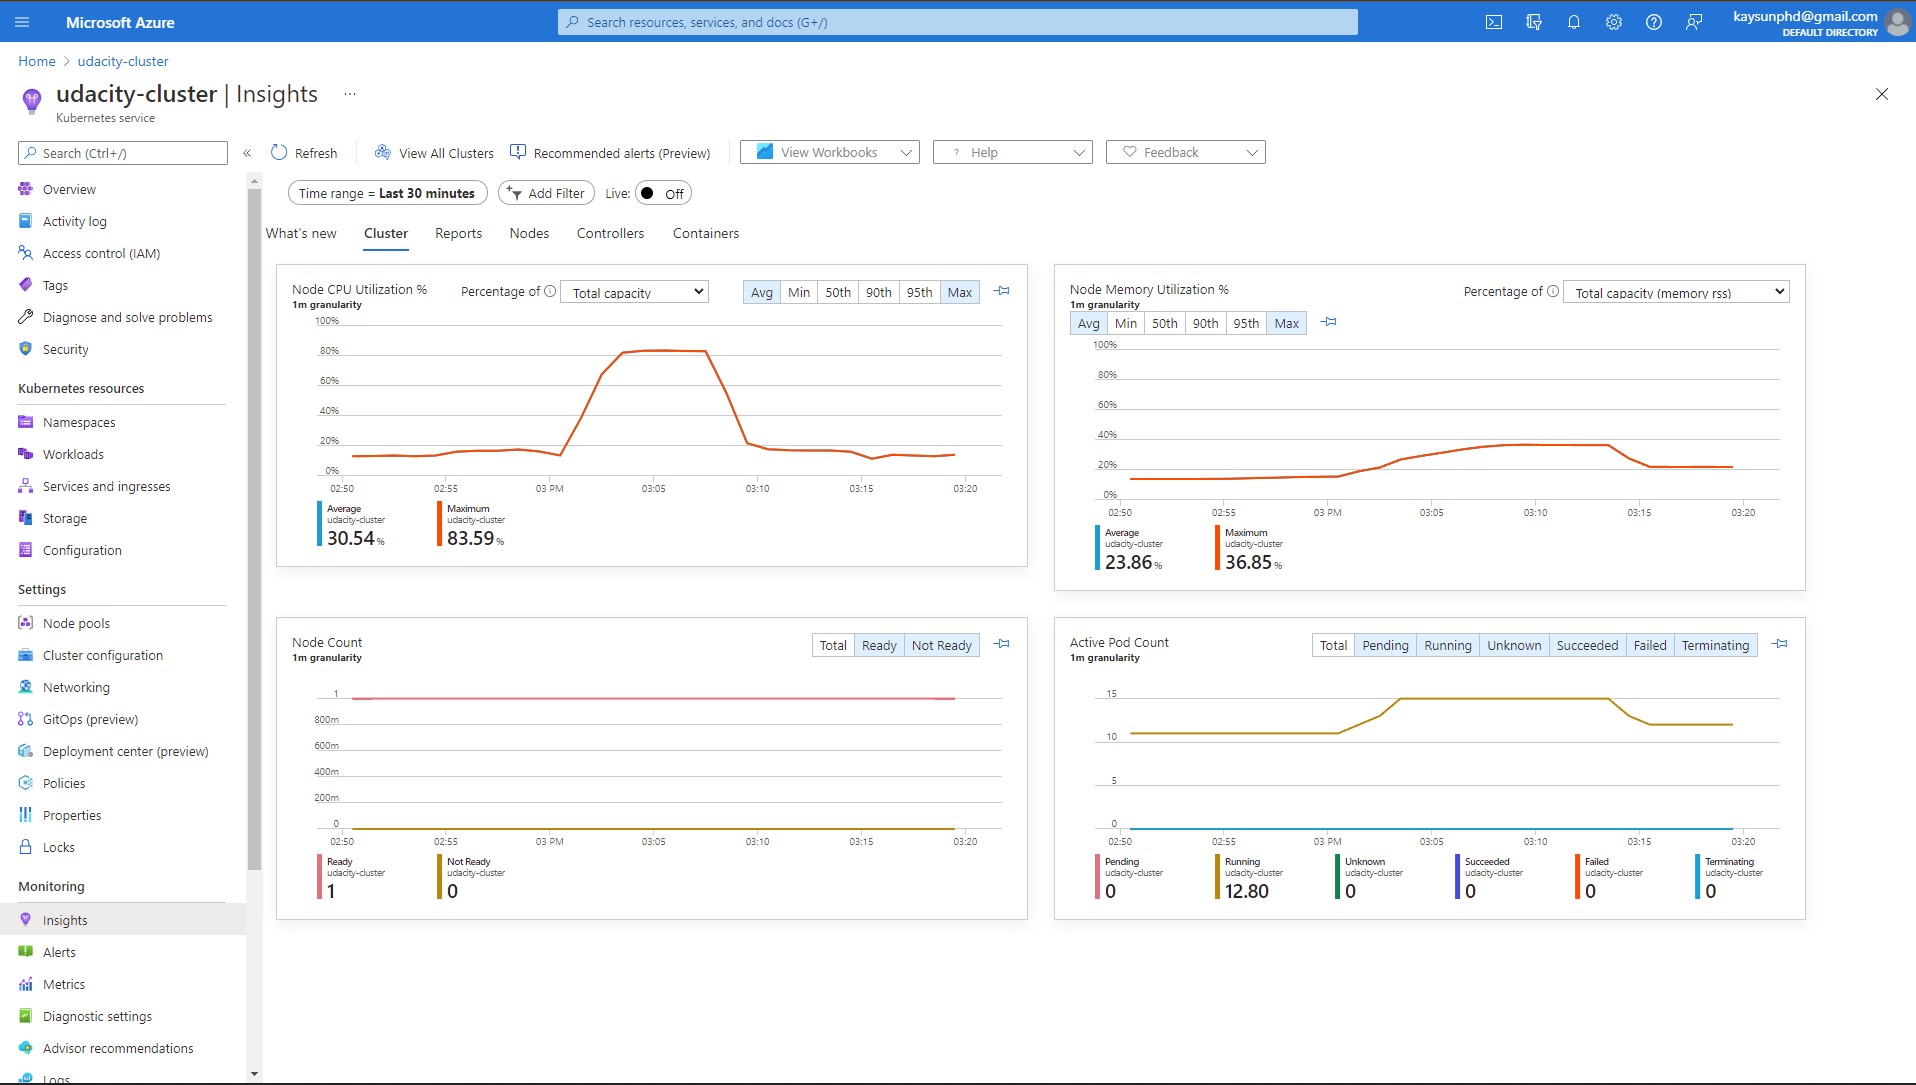 Microsoft Azure
Search resources, services, and docs (G+/)
kaysunphd@gmail.com
DEFAULT DIRECTORY
Home > udacity-cluster
udacity-cluster | Insights ...
Kubernetes service
Search (Ctrl+/)
«
Refresh
View All Clusters
Recommended alerts (Preview)
View Workbooks
? Help
Feedback
Time range = Last 30 minutes
Add Filter
Live: Off
What's new
Cluster
Reports
Nodes
Controllers
Containers
Overview
Activity log
Access control (IAM)
Tags
Diagnose and solve problems
Security
Kubernetes resources
Namespaces
Workloads
Services and ingresses
Storage
Configuration
Settings
Node pools
Cluster configuration
Networking
GitOps (preview)
Deployment center (preview)
Policies
Properties
Locks
Monitoring
Insights
Alerts
Metrics
Diagnostic settings
Advisor recommendations
Logs
Node CPU Utilization %
1m granularity
Percentage of Total capacity
Avg Min 50th 90th 95th Max
100%
80%
60%
40%
20%
0%
02:50 02:55 03 PM 03:05 03:10 03:15 03:20
Average
udacity-cluster
30.54 %
Maximum
udacity-cluster
83.59 %
Node Memory Utilization %
1m granularity
Percentage of Total capacity (memory rss)
Avg Min 50th 90th 95th Max
100%
80%
60%
40%
20%
0%
02:50 02:55 03 PM 03:05 03:10 03:15 03:20
Average
udacity-cluster
23.86 %
Maximum
udacity-cluster
36.85 %
Node Count
1m granularity
Total Ready Not Ready
1
800m
600m
400m
200m
0
02:50 02:55 03 PM 03:05 03:10 03:15 03:20
Ready
udacity-cluster
1
Not Ready
udacity-cluster
0
Active Pod Count
1m granularity
Total Pending Running Unknown Succeeded Failed Terminating
15
10
5
0
02:50 02:55 03 PM 03:05 03:10 03:15 03:20
Pending
udacity-cluster
0
Running
udacity-cluster
12.80
Unknown
udacity-cluster
0
Succeeded
udacity-cluster
0
Failed
udacity-cluster
0
Terminating
udacity-cluster
0